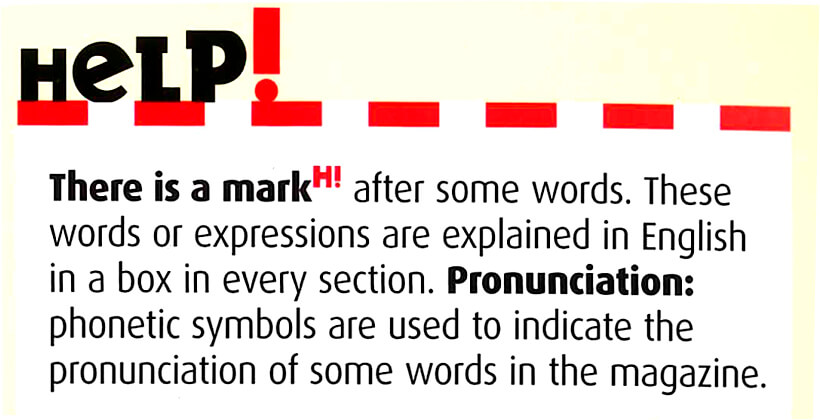 HeLP!
There is a mark H! after some words. These
words or expressions are explained in English
in a box in every section. Pronunciation:
phonetic symbols are used to indicate the
pronunciation of some words in the magazine.